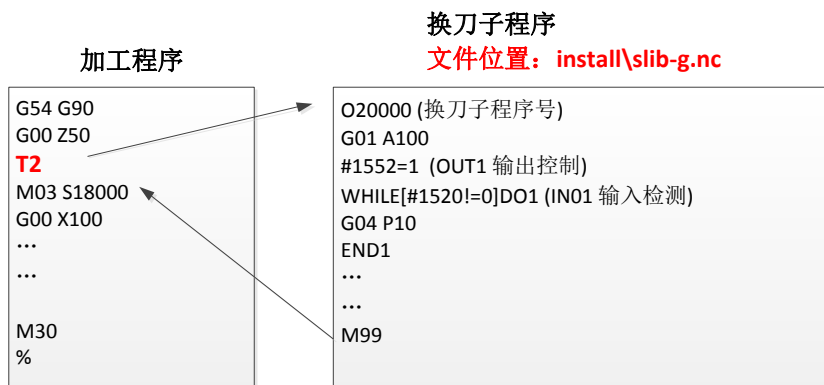 加工程序
G54 G90
G00 Z50
T2
M03 S18000
G00 X100
…
…
M30
%
换刀子程序
文件位置：install\slib-g.nc
O20000 (换刀子程序号)
G01 A100
#1552=1 (OUT1 输出控制)
WHILE[#1520!=0]DO1 (IN01 输入检测)
G04 P10
END1
…
…
M99